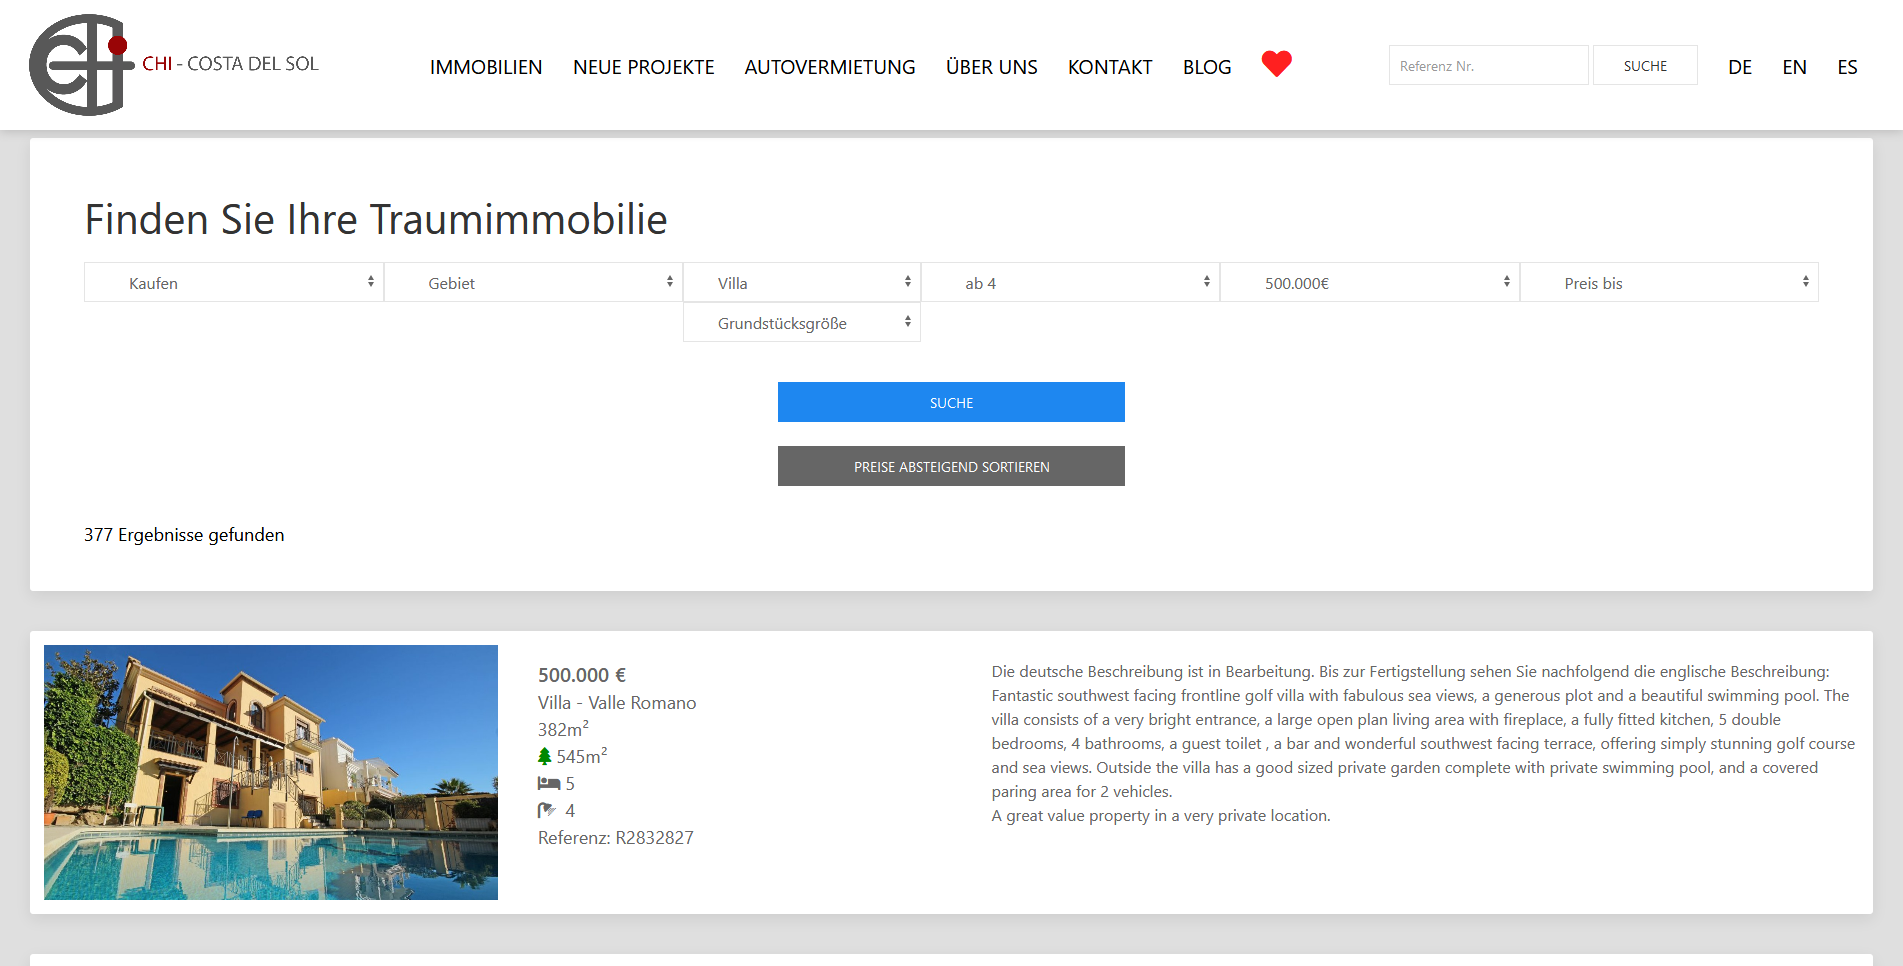 CHI - COSTA DEL SOL
IMMOBILIEN NEUE PROJEKTE AUTOVERMIETUNG ÜBER UNS KONTAKT BLOG
Referenz Nr. SUCHE DE EN ES
Finden Sie Ihre Traumimmobilie
Kaufen Gebiet Villa ab 4 500.000€ Preis bis
Grundstücksgröße
SUCHE
PREISE ABSTEIGEND SORTIEREN
377 Ergebnisse gefunden
500.000 €
Villa - Valle Romano
382m²
545m²
5
4
Referenz: R2832827
Die deutsche Beschreibung ist in Bearbeitung. Bis zur Fertigstellung sehen Sie nachfolgend die englische Beschreibung:
Fantastic southwest facing frontline golf villa with fabulous sea views, a generous plot and a beautiful swimming pool. The
villa consists of a very bright entrance, a large open plan living area with fireplace, a fully fitted kitchen, 5 double
bedrooms, 4 bathrooms, a guest toilet , a bar and wonderful southwest facing terrace, offering simply stunning golf course
and sea views. Outside the villa has a good sized private garden complete with private swimming pool, and a covered
paring area for 2 vehicles.
A great value property in a very private location.